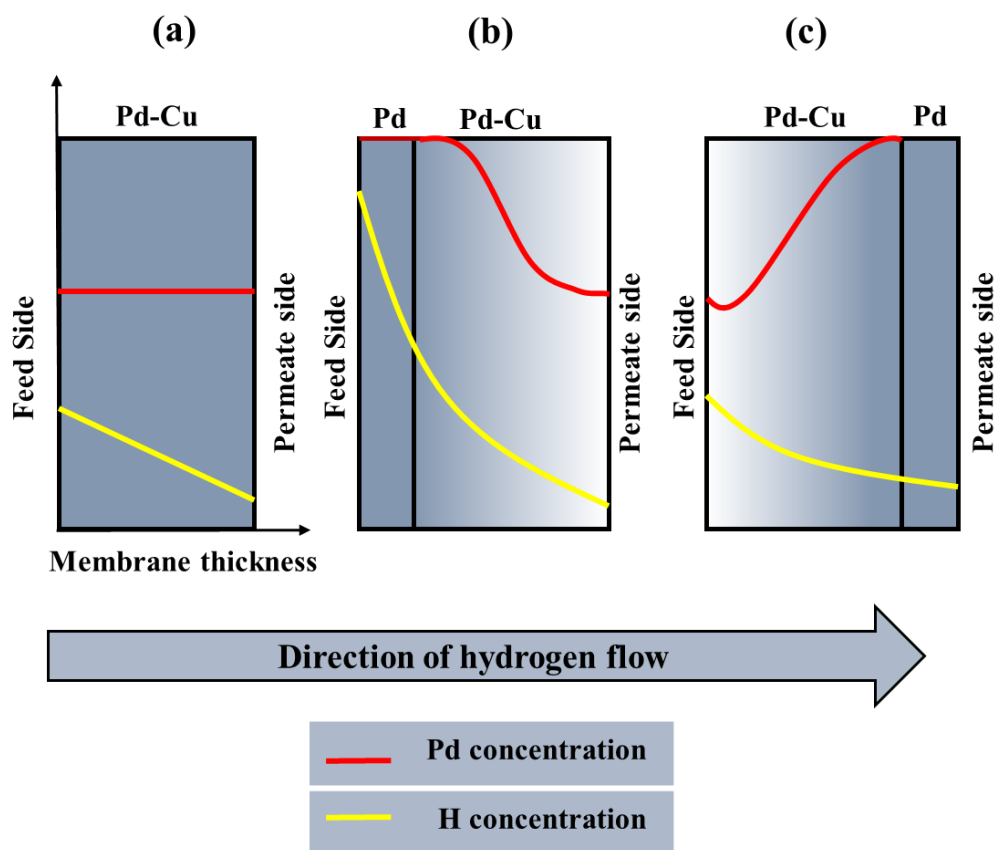 (a)
(b)
(c)
Pd-Cu
Pd
Pd-Cu
Pd-Cu
Pd
Feed Side
Permeate side
Feed Side
Permeate side
Feed Side
Permeate side
Membrane thickness
Direction of hydrogen flow
Pd concentration
H concentration